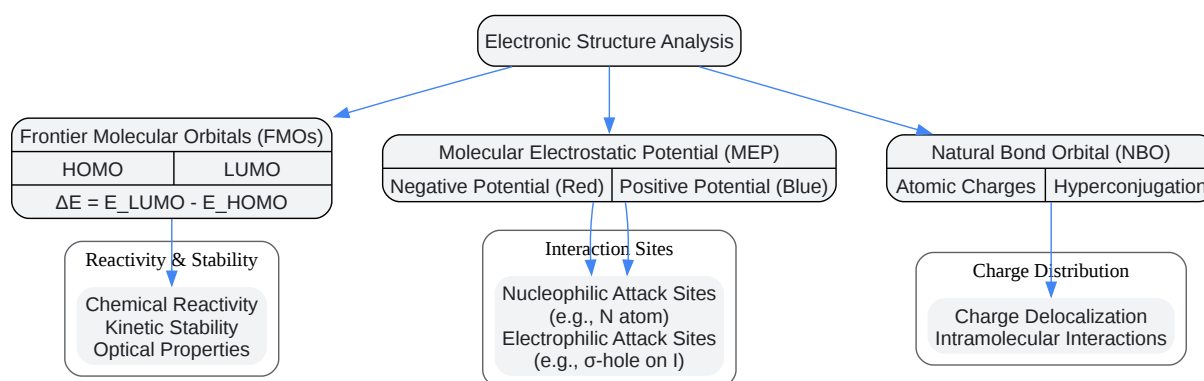 Electronic Structure Analysis
Frontier Molecular Orbitals (FMOs)
HOMO
LUMO
ΔE = E_LUMO - E_HOMO
Reactivity & Stability
Chemical Reactivity
Kinetic Stability
Optical Properties
Molecular Electrostatic Potential (MEP)
Negative Potential (Red)
Positive Potential (Blue)
Interaction Sites
Nucleophilic Attack Sites
(e.g., N atom)
Electrophilic Attack Sites
(e.g., σ-hole on I)
Natural Bond Orbital (NBO)
Atomic Charges
Hyperconjugation
Charge Distribution
Charge Delocalization
Intramolecular Interactions